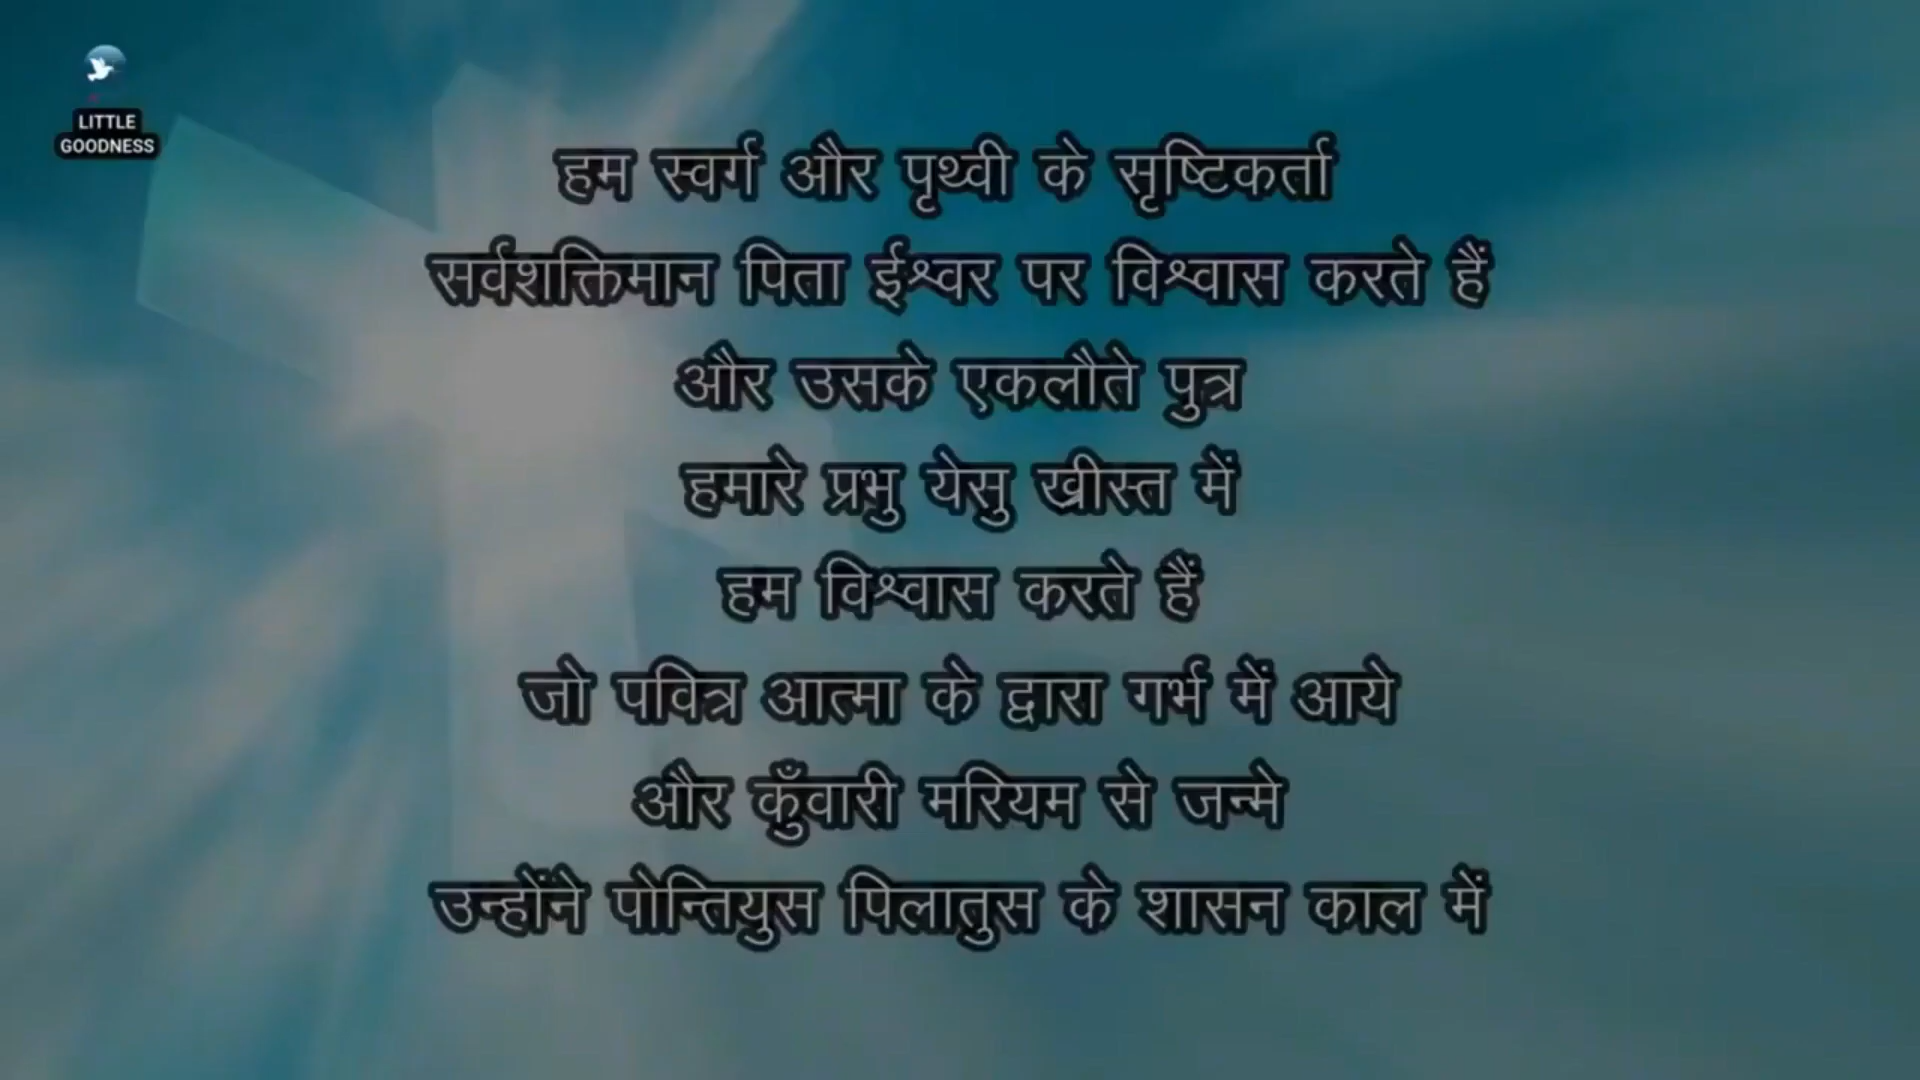 LITTLE
GOODNESS
हम स्वर्ग और पृथ्वी के सृष्टिकर्ता
सर्वशक्तिमान पिता ईश्वर पर विश्वास करते हैं
और उसके एकलौते पुत्र
हमारे प्रभु येसु ख्रीस्त में
हम विश्वास करते हैं
जो पवित्र आत्मा के द्वारा गर्भ में आये
और कुँवारी मरियम से जन्मे
उन्होंने पोन्तियुस पिलातुस के शासन काल में